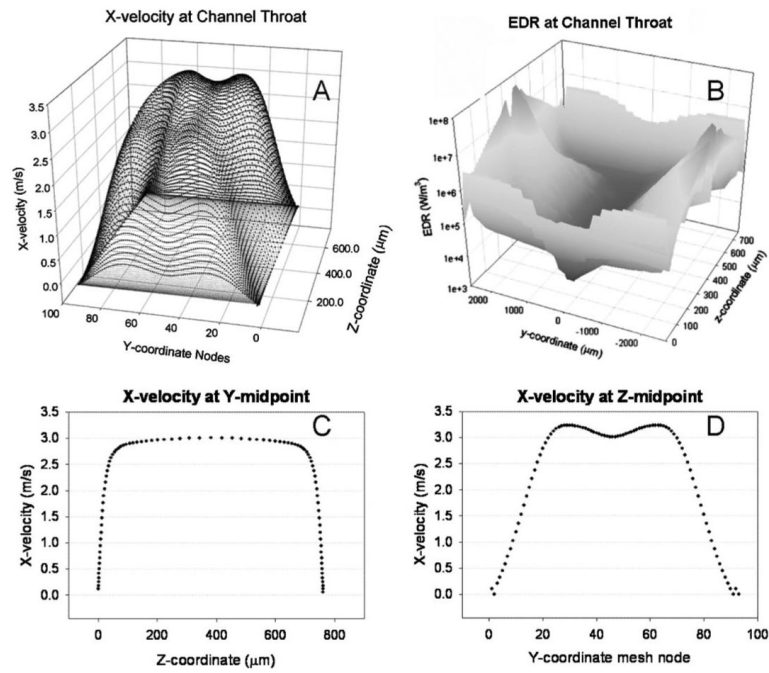 X-velocity at Channel Throat
A
3.5
3.0
2.5
2.0
1.5
1.0
0.5
0.0
X-velocity (m/s)
100
80
60
40
20
0
Y-coordinate Nodes
200.0
400.0
600.0
Z-coordinate (μm)
EDR at Channel Throat
B
1e+8
1e+7
1e+6
1e+5
1e+4
1e+3
EDR (W/m³)
2000
1000
0
-1000
-2000
y-coordinate (μm)
0
100
200
300
400
500
600
700
z-coordinate (μm)
X-velocity at Y-midpoint
C
3.5
3.0
2.5
2.0
1.5
1.0
0.5
0.0
X-velocity (m/s)
0
200
400
600
800
Z-coordinate (μm)
X-velocity at Z-midpoint
D
3.5
3.0
2.5
2.0
1.5
1.0
0.5
0.0
X-velocity (m/s)
0
20
40
60
80
100
Y-coordinate mesh node